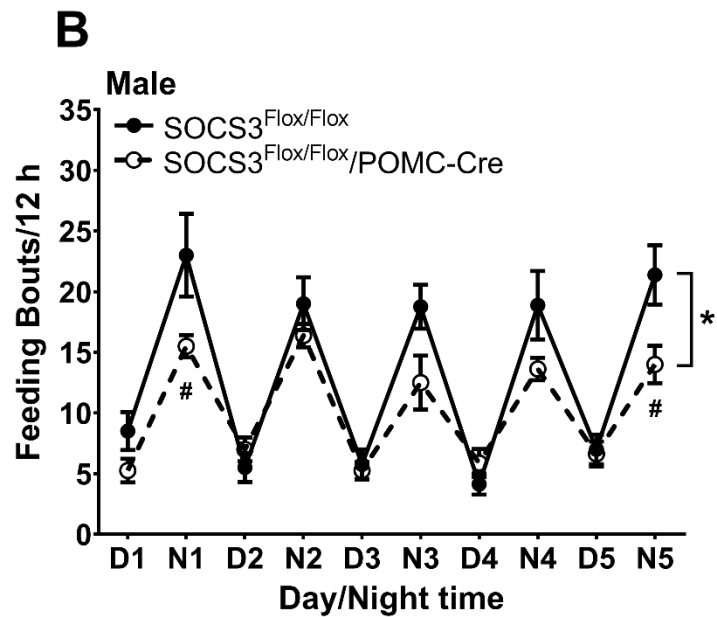 B
Male
35
SOCS3Flox/Flox
30
SOCS3Flox/Flox/POMC-Cre
25
20
*
15
10
#
#
5
0
D1 N1 D2 N2 D3 N3 D4 N4 D5 N5
Day/Night time
Feeding Bouts/12 h